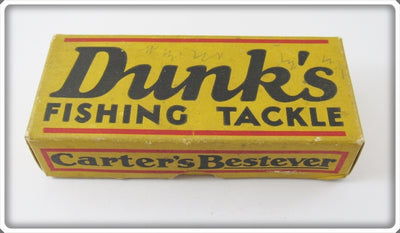 Dunk's
FISHING TACKLE
Carter's Bestever